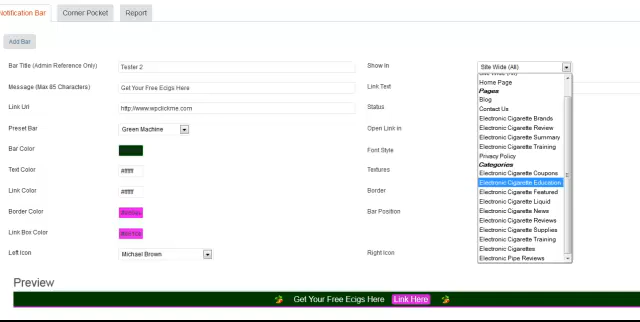 Notification Bar Corner Pocket Report
Add Bar
Bar Title (Admin Reference Only) Tester 2 Show In Site Wide (All)
Message (Max 85 Characters) Get Your Free Ecigs Here Link Text
Link Url http://www.wpclickme.com Status
Preset Bar Green Machine Open Link in
Bar Color Font Style
Text Color #ffffff Textures
Link Color #ffffff Border
Border Color Bar Position
Link Box Color
Left Icon Michael Brown Right Icon
Site Wide (All)
Home Page
Pages
Blog
Contact Us
Electronic Cigarette Brands
Electronic Cigarette Review
Electronic Cigarette Summary
Electronic Cigarette Training
Privacy Policy
Categories
Electronic Cigarette Coupons
Electronic Cigarette Education
Electronic Cigarette Featured
Electronic Cigarette Liquid
Electronic Cigarette News
Electronic Cigarette Reviews
Electronic Cigarette Supplies
Electronic Cigarette Training
Electronic Cigarettes
Electronic Pipe Reviews
Preview
Get Your Free Ecigs Here Link Here